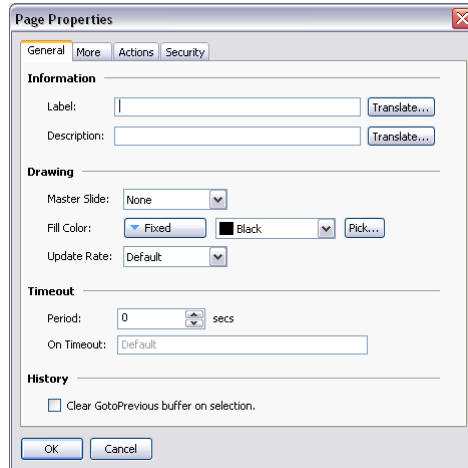 Page Properties
General More Actions Security
Information
Label: Translate...
Description: Translate...
Drawing
Master Slide: None
Fill Color: Fixed Black Pick...
Update Rate: Default
Timeout
Period: 0 secs
On Timeout: Default
History
Clear GotoPrevious buffer on selection.
OK Cancel